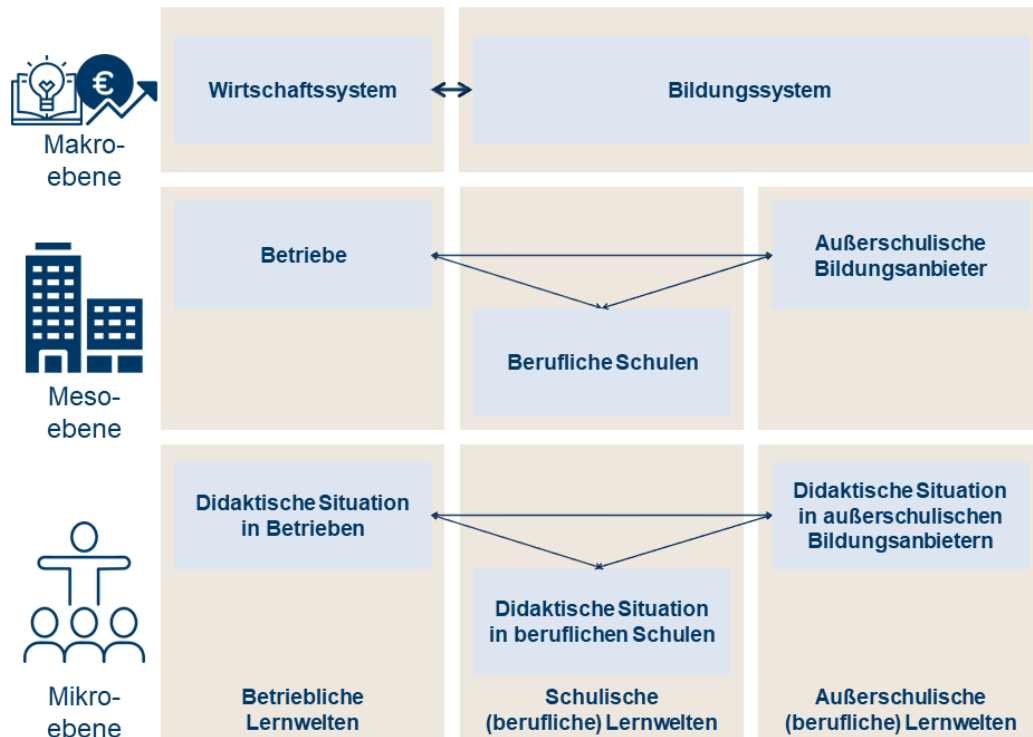 €
Wirtschaftssystem
Bildungssystem
Makro-
ebene
Betriebe
Außerschulische
Bildungsanbieter
Berufliche Schulen
Meso-
ebene
Didaktische Situation
in Betrieben
Didaktische Situation
in außerschulischen
Bildungsanbietern
Didaktische Situation
in beruflichen Schulen
Mikro-
ebene
Betriebliche
Lernwelten
Schulische
(berufliche) Lernwelten
Außerschulische
(berufliche) Lernwelten